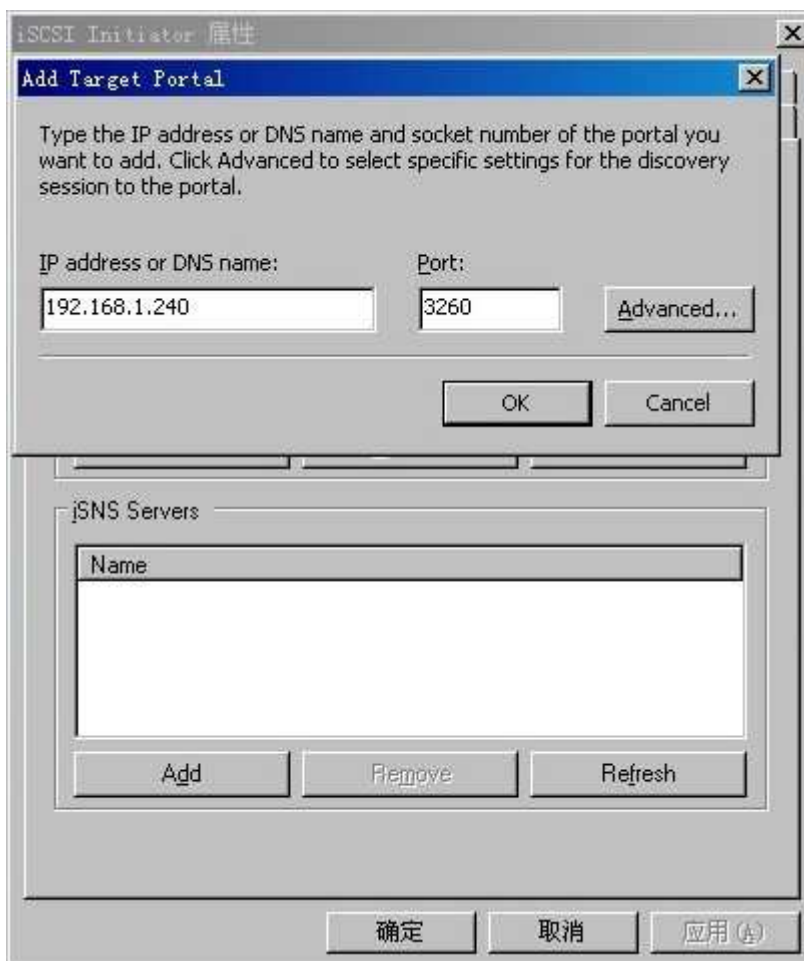 iSCSI Initiator 属性
Add Target Portal
Type the IP address or DNS name and socket number of the portal you
want to add. Click Advanced to select specific settings for the discovery
session to the portal.
IP address or DNS name:
Port:
192.168.1.240
3260
Advanced...
OK
Cancel
iSNS Servers
Name
Add
Remove
Refresh
确定
取消
应用(A)